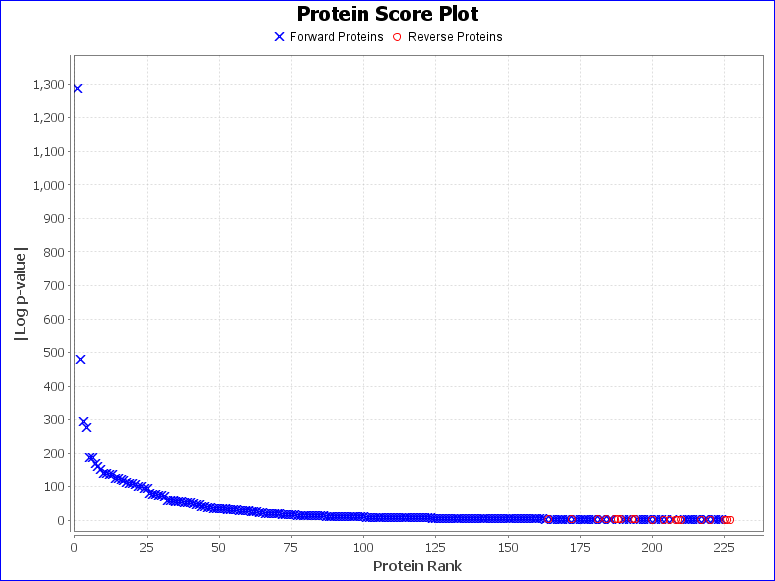 Protein Score Plot
Forward Proteins Reverse Proteins
1,300
1,200
1,100
1,000
900
800
700
600
500
400
300
200
100
0
|Log p-value|
0 25 50 75 100 125 150 175 200 225
Protein Rank